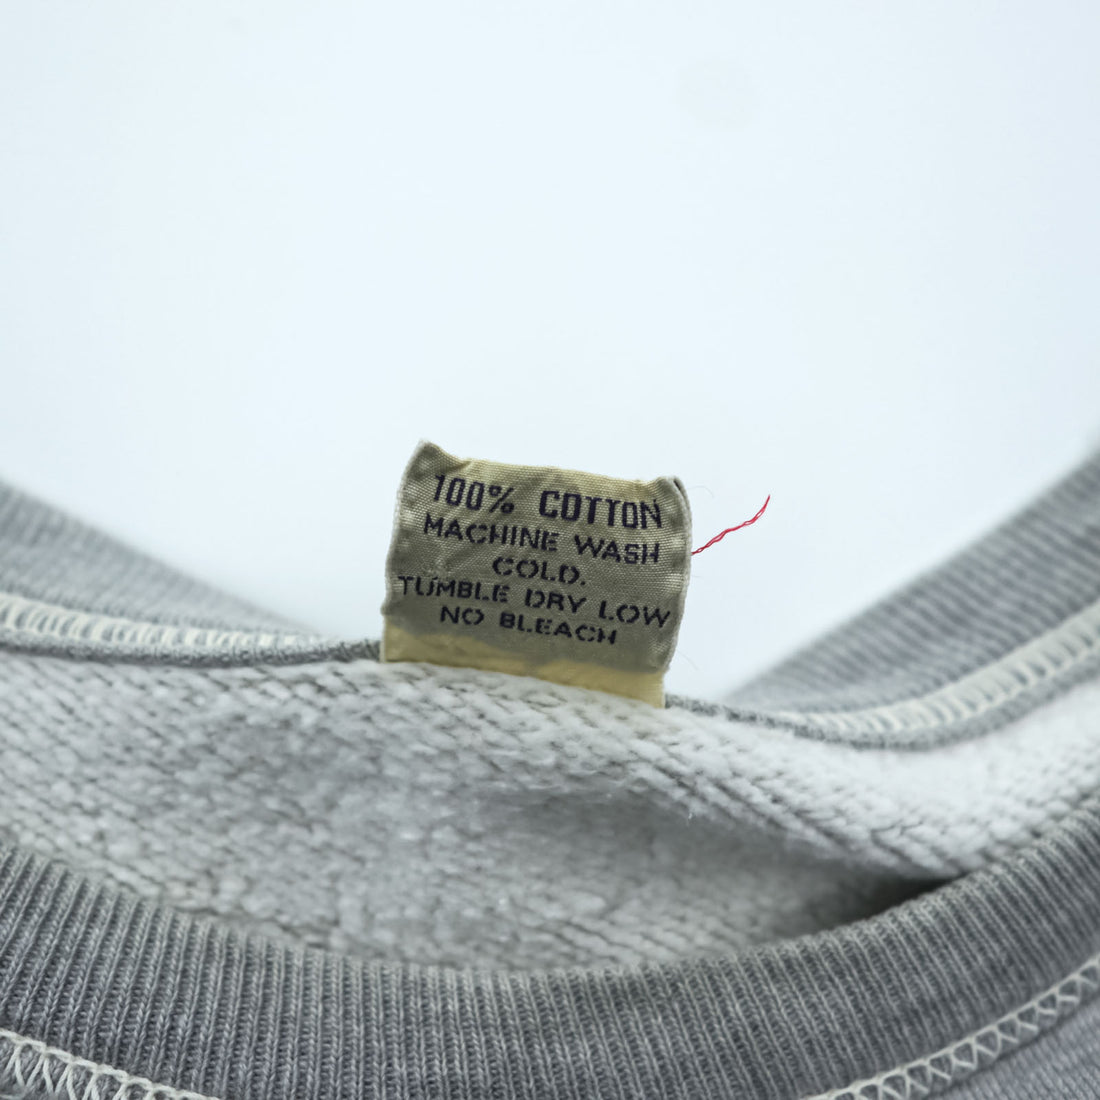 100% COTTON
MACHINE WASH
COLD.
TUMBLE DRY LOW
NO BLEACH